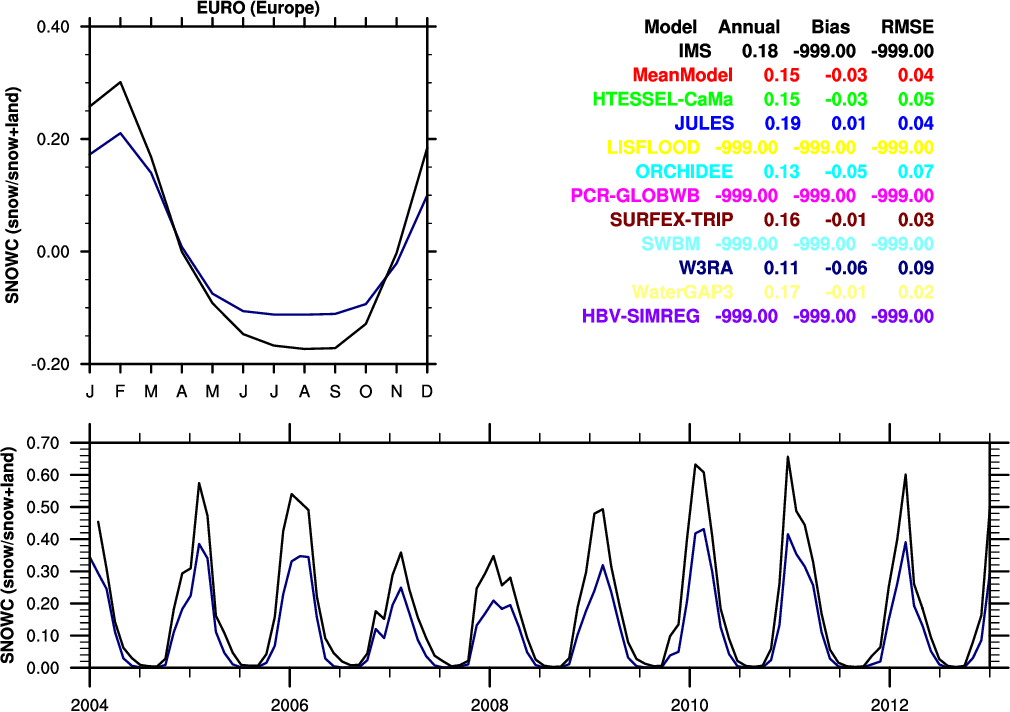 EURO (Europe)
SNOWC (snow/snow+land)
0.40
0.20
0.00
-0.20
J F M A M J J A S O N D
Model Annual Bias RMSE
IMS 0.18 -999.00 -999.00
MeanModel 0.15 -0.03 0.04
HTESSEL-CaMa 0.15 -0.03 0.05
JULES 0.19 0.01 0.04
LISFLOOD -999.00 -999.00 -999.00
ORCHIDEE 0.13 -0.05 0.07
PCR-GLOBWB -999.00 -999.00 -999.00
SURFEX-TRIP 0.16 -0.01 0.03
SWBM -999.00 -999.00 -999.00
W3RA 0.11 -0.06 0.09
WaterGAP3 0.17 -0.01 0.02
HBV-SIMREG -999.00 -999.00 -999.00
SNOWC (snow/snow+land)
0.70
0.60
0.50
0.40
0.30
0.20
0.10
0.00
2004 2006 2008 2010 2012